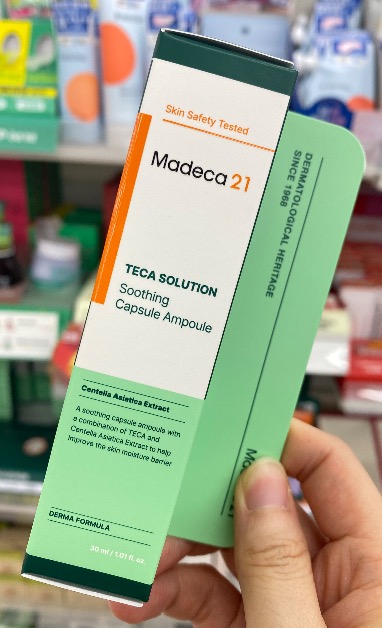 Skin Safety Tested
Madeca 21
TECA SOLUTION
Soothing
Capsule Ampoule
Centella Asiatica Extract
A soothing capsule ampoule with
a combination of TECA and
Centella Asiatica Extract to help
improve the skin moisture barrier
DERMA FORMULA
30 ml / 1.01 fl. oz.
DERMATOLOGICAL HERITAGE
SINCE 1968